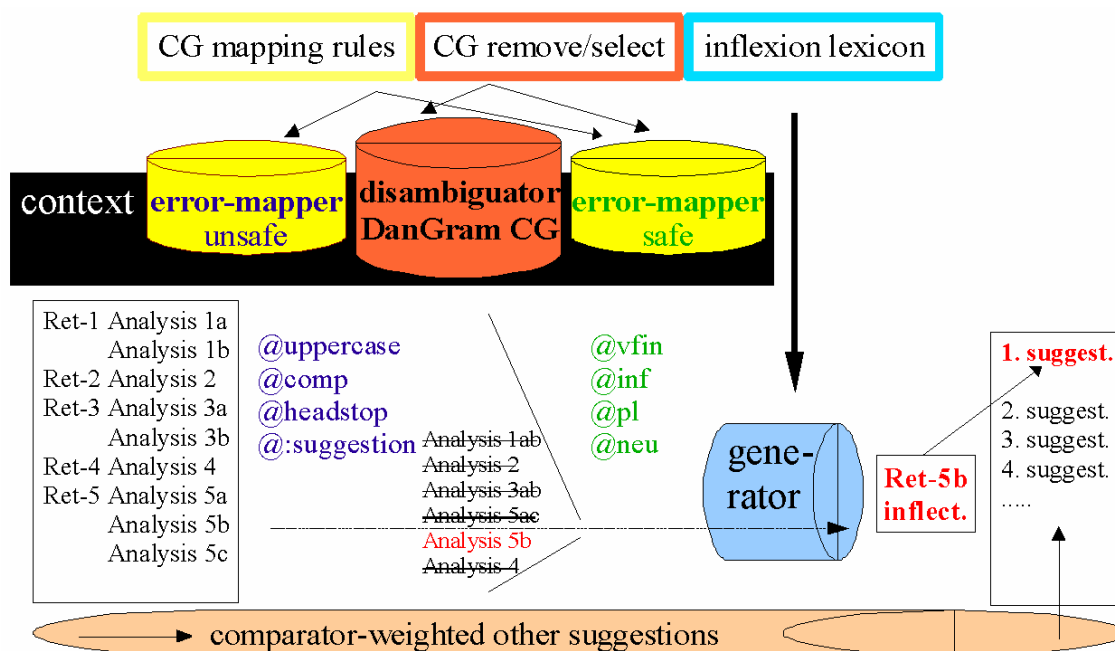 CG mapping rules
CG remove/select
inflexion lexicon
context
error-mapper
unsafe
disambiguator
DanGram CG
error-mapper
safe
Ret-1 Analysis 1a
Analysis 1b
Ret-2 Analysis 2
Ret-3 Analysis 3a
Analysis 3b
Ret-4 Analysis 4
Ret-5 Analysis 5a
Analysis 5b
Analysis 5c
@uppercase
@comp
@headstop
@:suggestion
Analysis 1ab
Analysis 2
Analysis 3ab
Analysis 5ac
Analysis 5b
Analysis 4
@vfin
@inf
@pl
@neu
gene-
rator
Ret-5b
inflect.
1. suggest.
2. suggest.
3. suggest.
4. suggest.
.....
comparator-weighted other suggestions